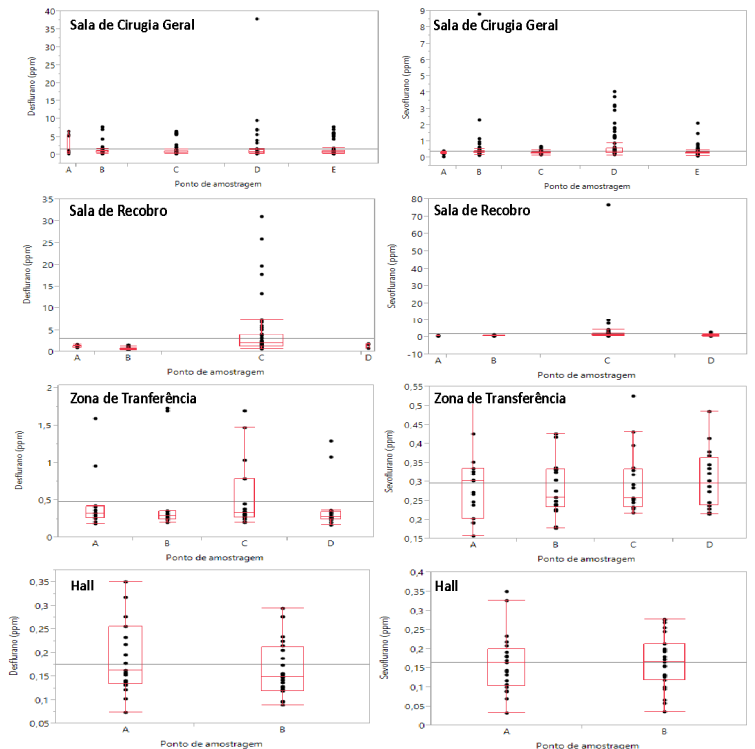 Sala de Cirugia Geral
Desflurano (ppm)
40
35
30
25
20
15
10
5
0
A B C D E
Ponto de amostragem
Sala de Cirugia Geral
Sevoflurano (ppm)
9
8
7
6
5
4
3
2
1
0
A B C D E
Ponto de amostragem
Sala de Recobro
Desflurano (ppm)
35
30
25
20
15
10
5
0
A B C D
Ponto de amostragem
Sala de Recobro
Sevoflurano (ppm)
80
70
60
50
40
30
20
10
0
-10
A B C D
Ponto de amostragem
Zona de Tranferência
Desflurano (ppm)
2
1,5
1
0,5
0
A B C D
Ponto de amostragem
Zona de Transferência
Sevoflurano (ppm)
0,55
0,5
0,45
0,4
0,35
0,3
0,25
0,2
0,15
A B C D
Ponto de amostragem
Hall
Desflurano (ppm)
0,35
0,3
0,25
0,2
0,15
0,1
0,05
A B
Ponto de amostragem
Hall
Sevoflurano (ppm)
0,4
0,35
0,3
0,25
0,2
0,15
0,1
0,05
0
A B
Ponto de amostragem